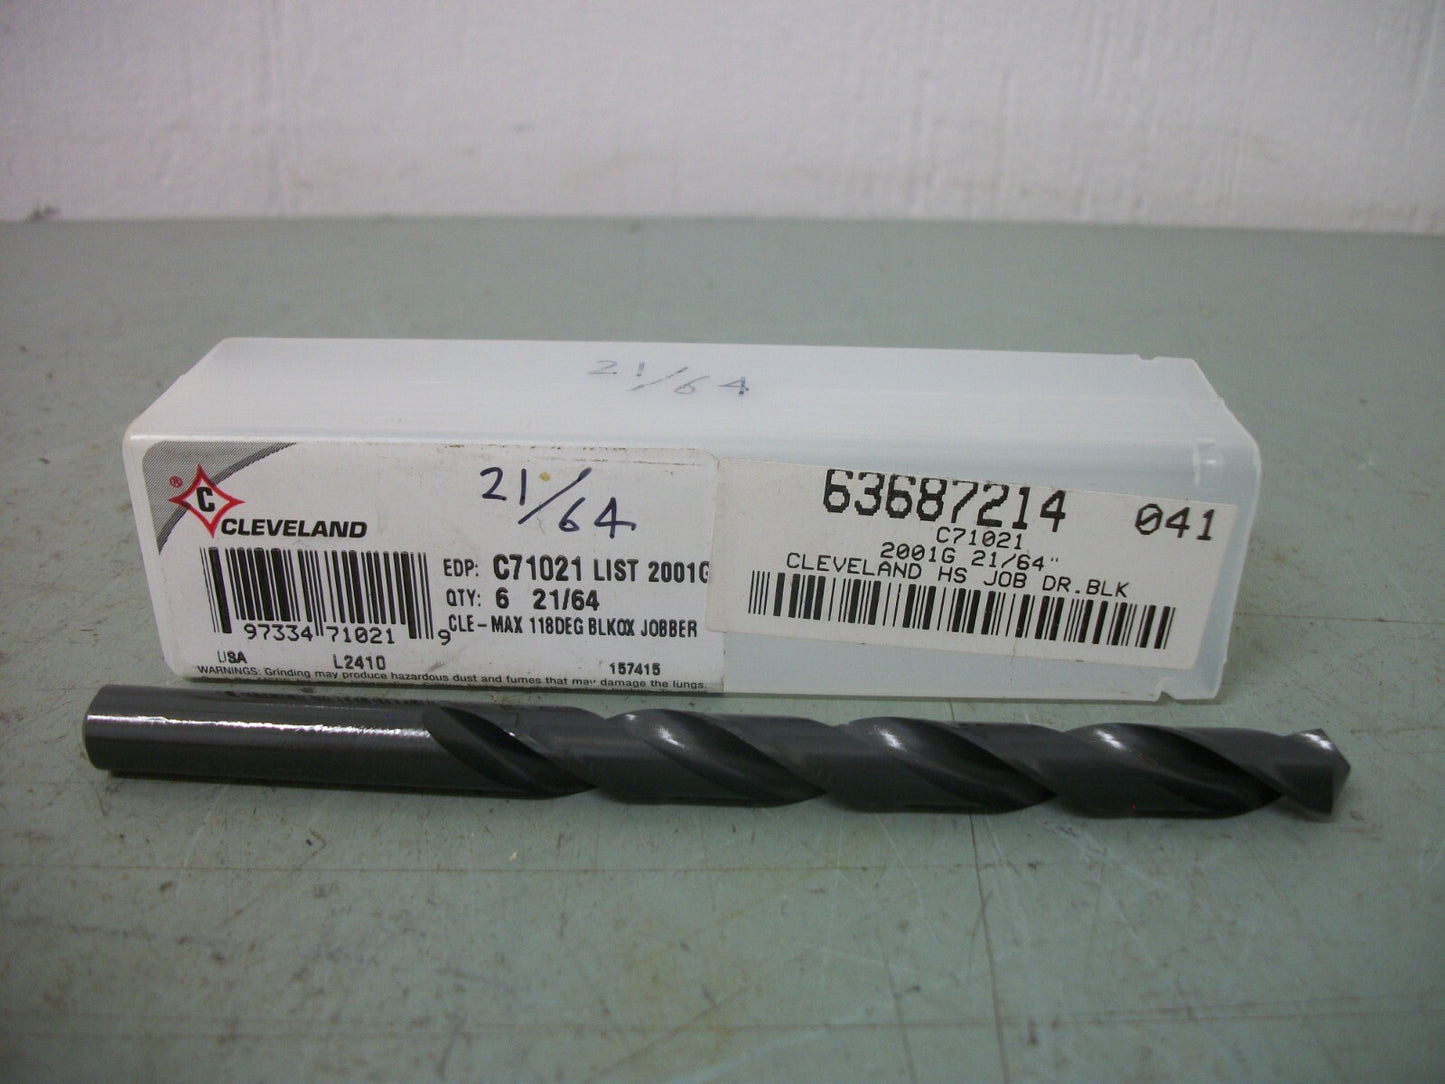 21/64
21/64
® C CLEVELAND
EDP: C71021 LIST 2001G
QTY: 6 21/64
CLE-MAX 118DEG BLKOX JOBBER
97334 71021 9
USA L2410 157415
WARNINGS: Grinding may produce hazardous dust and fumes that may damage the lungs.
63687214 041
C71021
2001G 21/64"
CLEVELAND HS JOB DR.BLK